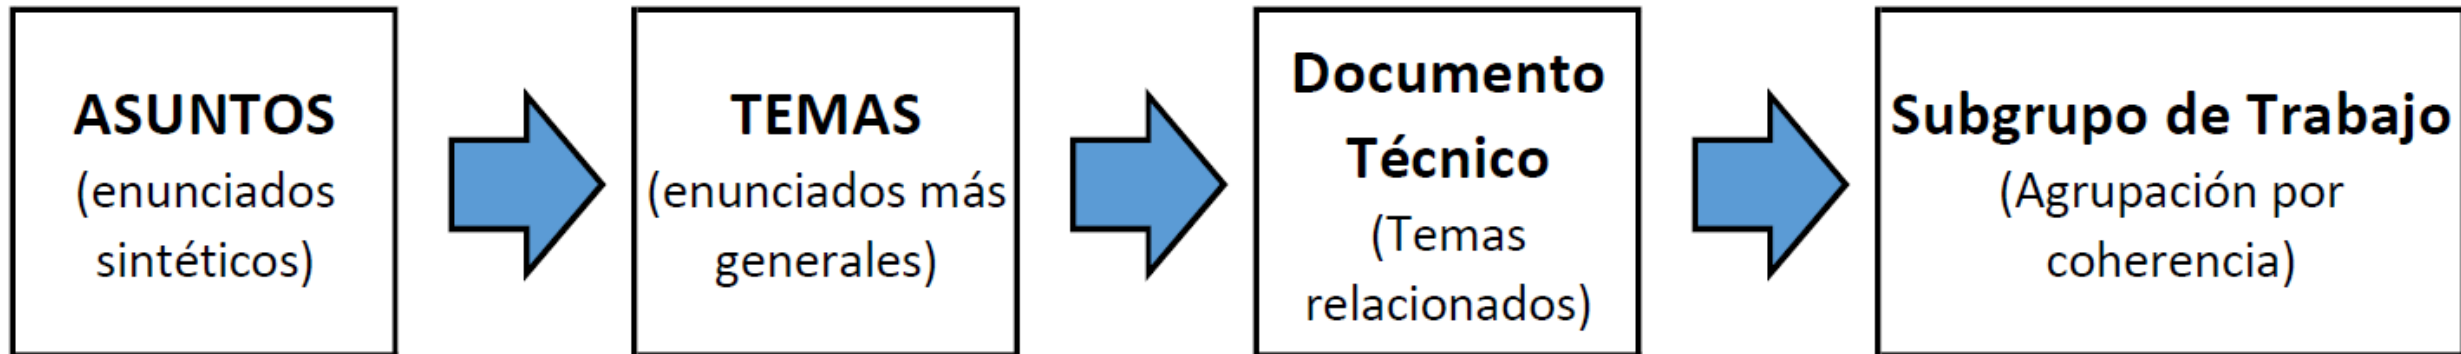 ASUNTOS
(enunciados
sintéticos)
TEMAS
(enunciados más
generales)
Documento
Técnico
(Temas
relacionados)
Subgrupo de Trabajo
(Agrupación por
coherencia)